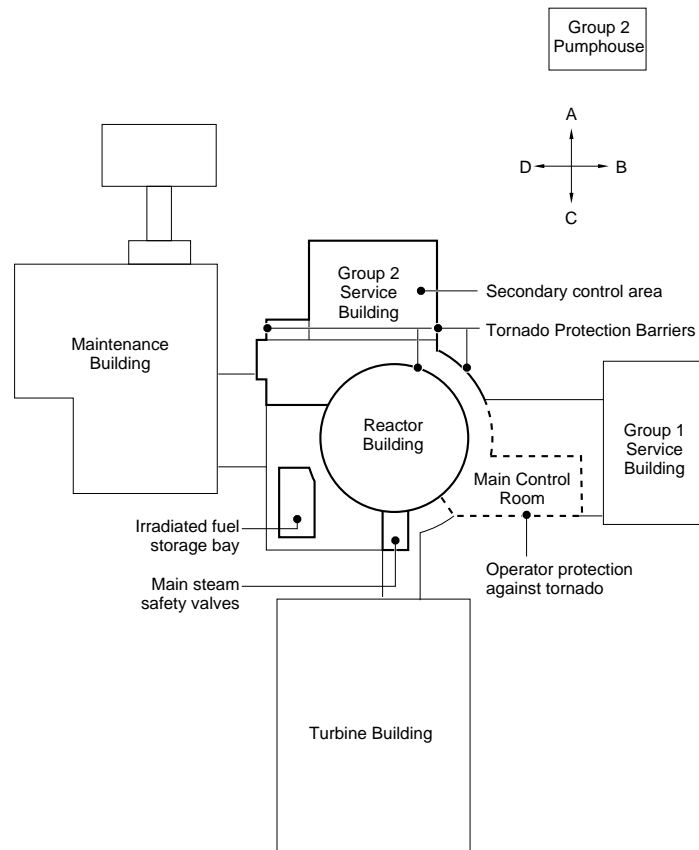 Group 2
Pumphouse
A
D
B
C
Group 2
Service
Building
Secondary control area
Tornado Protection Barriers
Maintenance
Building
Reactor
Building
Group 1
Service
Building
Main Control
Room
Irradiated fuel
storage bay
Operator protection
against tornado
Main steam
safety valves
Turbine Building